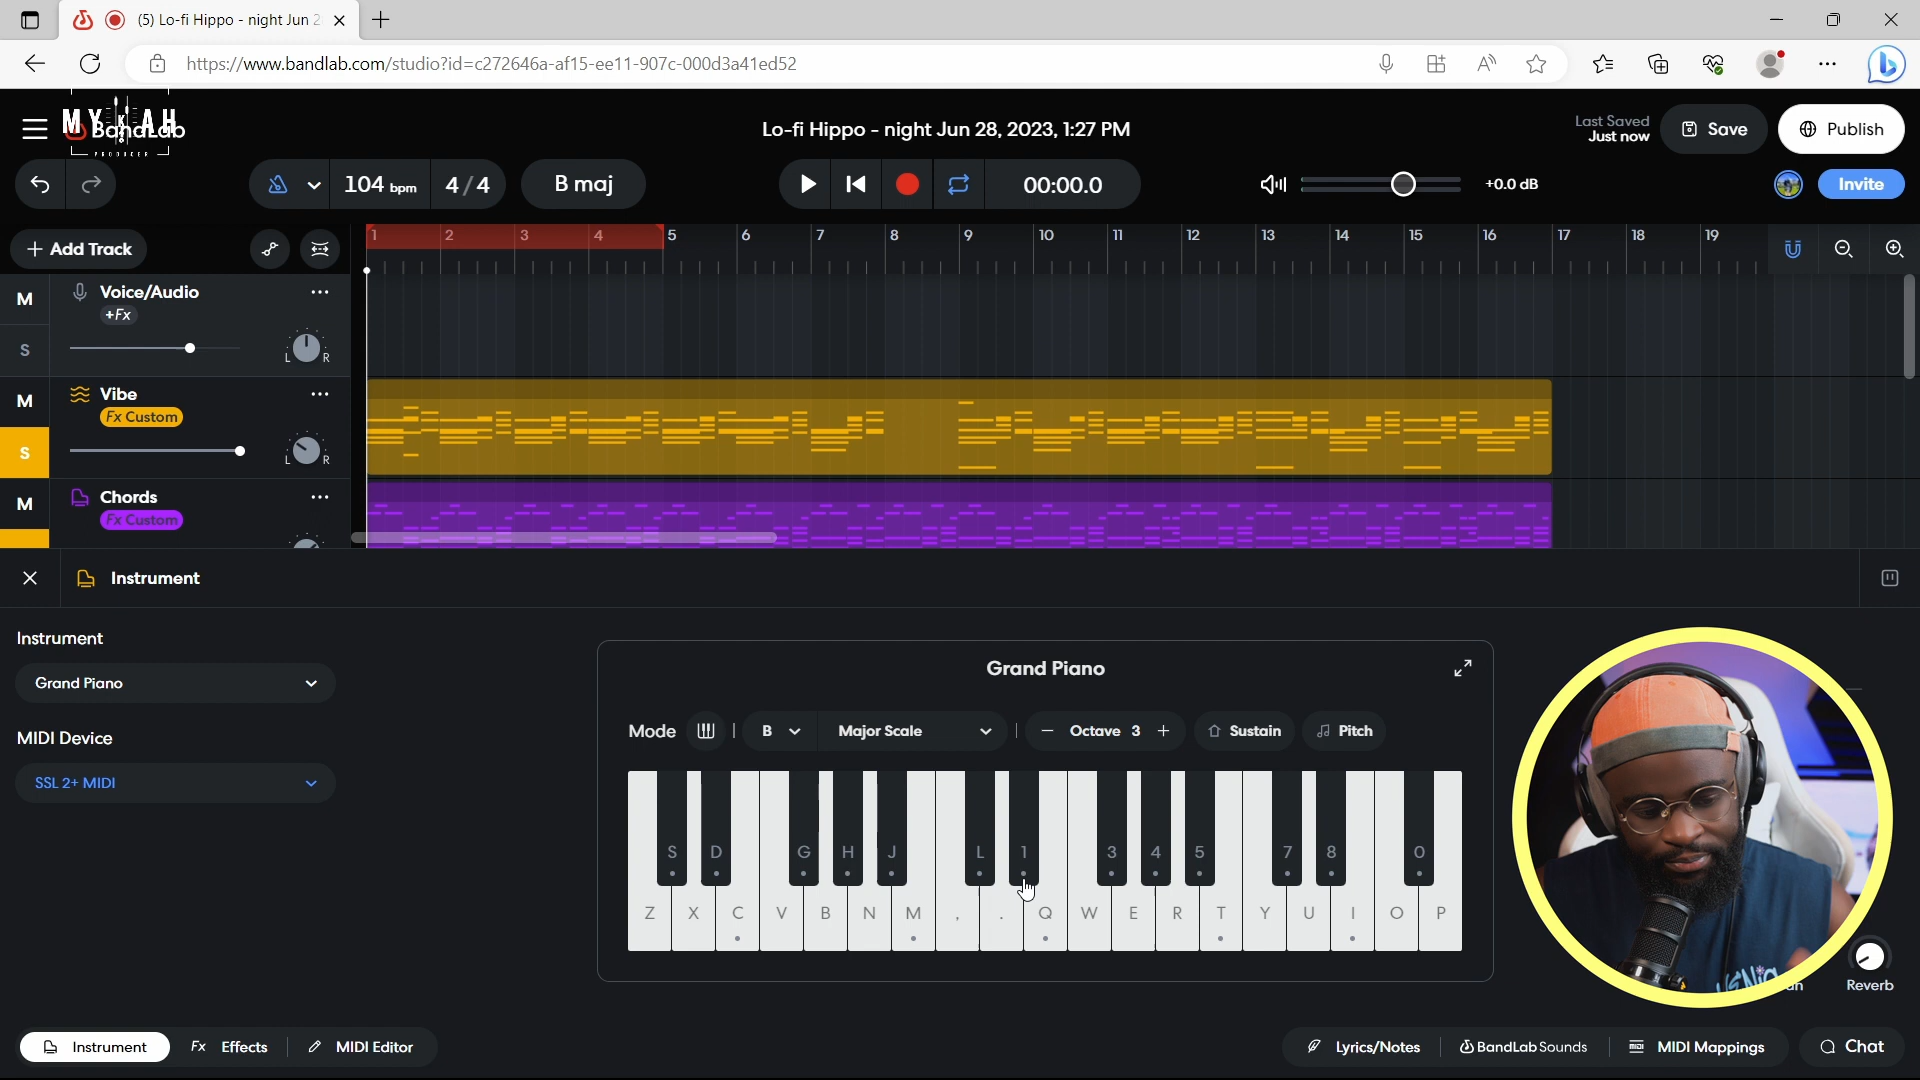 (5) Lo-fi Hippo - night Jun 2
https://www.bandlab.com/studio?id=c272646a-af15-ee11-907c-000d3a41ed52
MYKAH
BandLab
PRODUCER
Lo-fi Hippo - night Jun 28, 2023, 1:27 PM
Last Saved
Just now
Save
Publish
104 bpm
4/4
B maj
00:00.0
+0.0 dB
Invite
+ Add Track
1 2 3 4 5 6 7 8 9 10 11 12 13 14 15 16 17 18 19
M
Voice/Audio
+Fx
S
L R
M
Vibe
Fx Custom
S
L R
M
Chords
Fx Custom
Instrument
Instrument
Grand Piano
MIDI Device
SSL 2+ MIDI
Grand Piano
Mode
B
Major Scale
Octave 3
Sustain
Pitch
S D G H J L 1 3 4 5 7 8 0
Z X C V B N M , . Q W E R T Y U I O P
Reverb
Instrument
Fx Effects
MIDI Editor
Lyrics/Notes
BandLab Sounds
MIDI Mappings
Chat